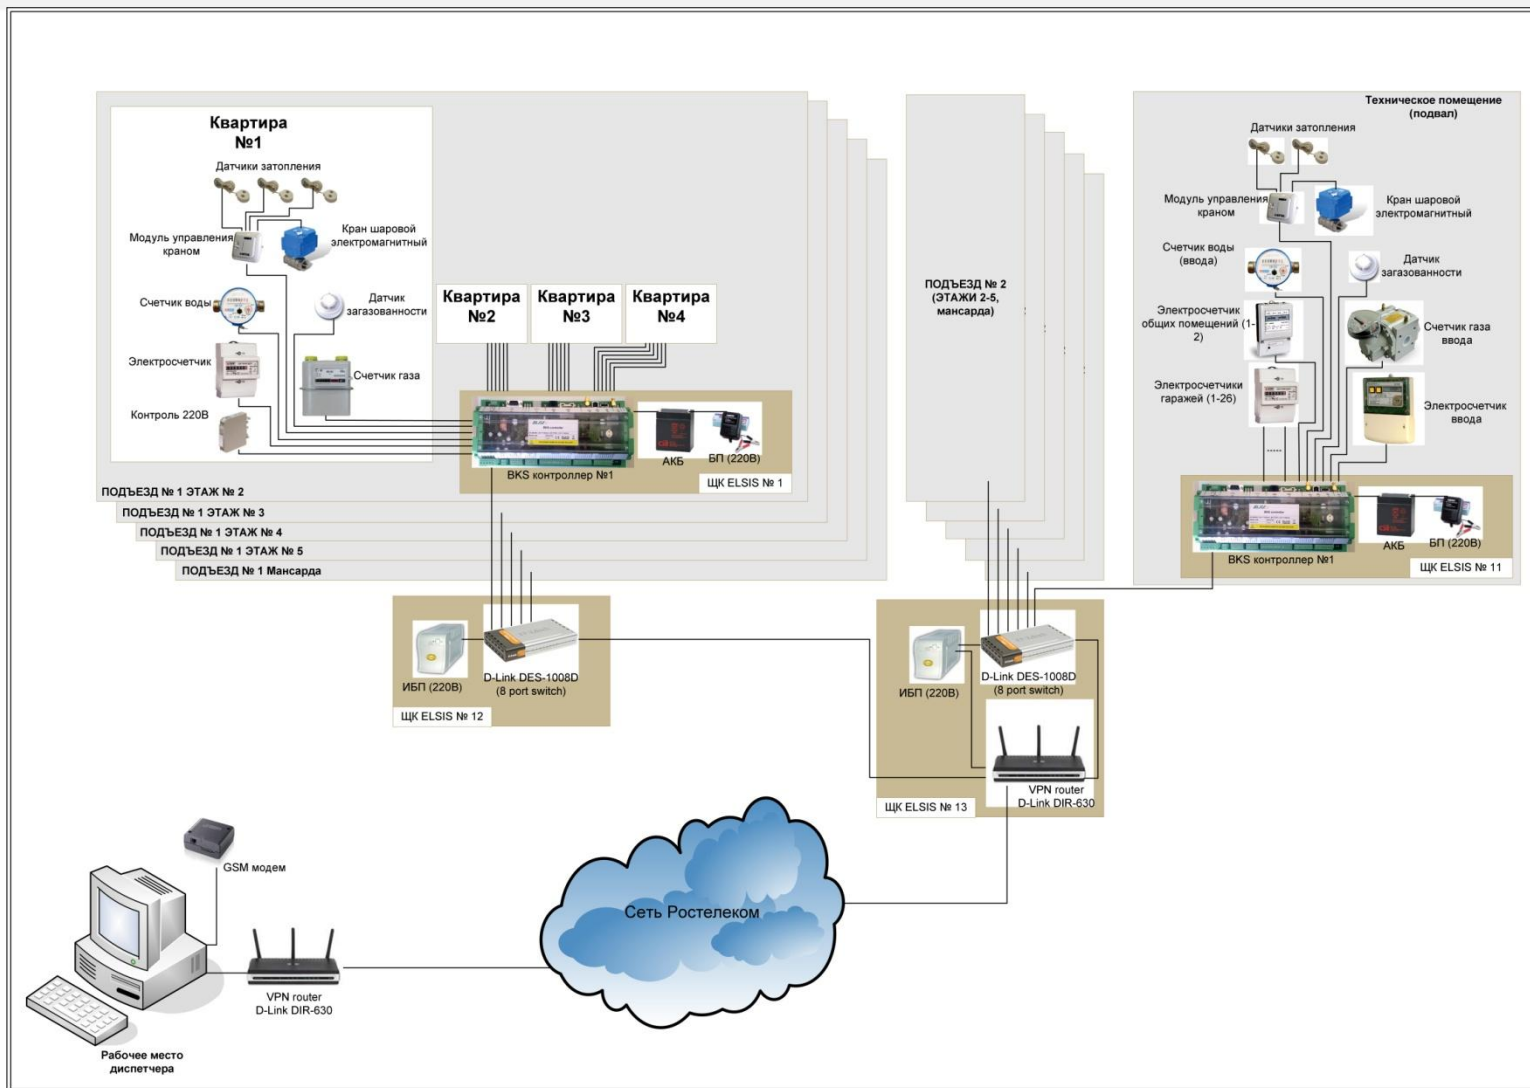 Квартира
№1
Датчики затопления
Модуль управления
краном
Кран шаровой
электромагнитный
Счетчик воды
Датчик
загазованности
Электросчетчик
Счетчик газа
Контроль 220В
Квартира
№2
Квартира
№3
Квартира
№4
BKS контроллер №1
АКБ
БП (220В)
ЩК ELSIS № 1
ПОДЪЕЗД № 1 ЭТАЖ № 2
ПОДЪЕЗД № 1 ЭТАЖ № 3
ПОДЪЕЗД № 1 ЭТАЖ № 4
ПОДЪЕЗД № 1 ЭТАЖ № 5
ПОДЪЕЗД № 1 Мансарда
ПОДЪЕЗД № 2
(ЭТАЖИ 2-5,
мансарда)
Техническое помещение
(подвал)
Датчики затопления
Модуль управления
краном
Кран шаровой
электромагнитный
Счетчик воды
(ввода)
Датчик
загазованности
Электросчетчик
общих помещений (1-
2)
Счетчик газа
ввода
Электросчетчики
гаражей (1-26)
Электросчетчик
ввода
.....
BKS контроллер №1
АКБ
БП (220В)
ЩК ELSIS № 11
ИБП (220В)
D-Link DES-1008D
(8 port switch)
ЩК ELSIS № 12
ИБП (220В)
D-Link DES-1008D
(8 port switch)
VPN router
D-Link DIR-630
ЩК ELSIS № 13
GSM модем
Сеть Ростелеком
VPN router
D-Link DIR-630
Рабочее место
диспетчера